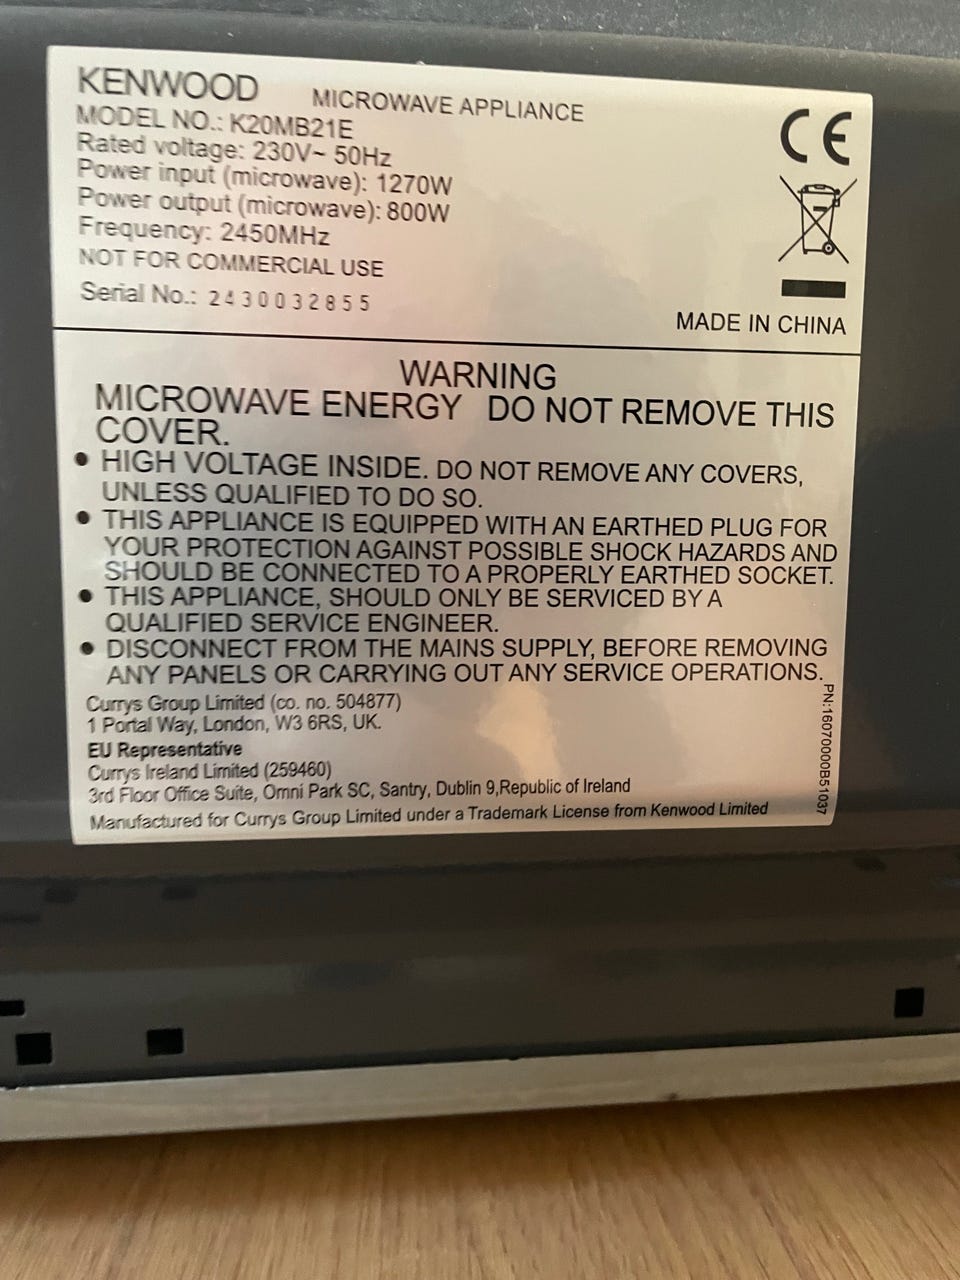 KENWOOD MICROWAVE APPLIANCE
MODEL NO.: K20MB21E
Rated voltage: 230V~ 50Hz
Power input (microwave): 1270W
Power output (microwave): 800W
Frequency: 2450MHz
NOT FOR COMMERCIAL USE
Serial No.: 2430032855
CE
MADE IN CHINA
WARNING
MICROWAVE ENERGY DO NOT REMOVE THIS
COVER.
• HIGH VOLTAGE INSIDE. DO NOT REMOVE ANY COVERS,
UNLESS QUALIFIED TO DO SO.
• THIS APPLIANCE IS EQUIPPED WITH AN EARTHED PLUG FOR
YOUR PROTECTION AGAINST POSSIBLE SHOCK HAZARDS AND
SHOULD BE CONNECTED TO A PROPERLY EARTHED SOCKET.
• THIS APPLIANCE, SHOULD ONLY BE SERVICED BY A
QUALIFIED SERVICE ENGINEER.
• DISCONNECT FROM THE MAINS SUPPLY, BEFORE REMOVING
ANY PANELS OR CARRYING OUT ANY SERVICE OPERATIONS.
Currys Group Limited (co. no. 504877)
1 Portal Way, London, W3 6RS, UK.
EU Representative
Currys Ireland Limited (259460)
3rd Floor Office Suite, Omni Park SC, Santry, Dublin 9,Republic of Ireland
Manufactured for Currys Group Limited under a Trademark License from Kenwood Limited
PN:16070000B51037